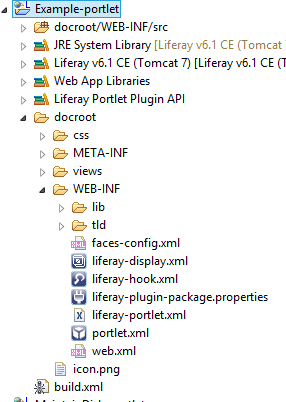 Example-portlet
docroot/WEB-INF/src
JRE System Library [Liferay v6.1 CE (Tomcat
Liferay v6.1 CE (Tomcat 7) [Liferay v6.1 CE
Web App Libraries
Liferay Portlet Plugin API
docroot
css
META-INF
views
WEB-INF
lib
tld
faces-config.xml
liferay-display.xml
liferay-hook.xml
liferay-plugin-package.properties
liferay-portlet.xml
portlet.xml
web.xml
icon.png
build.xml